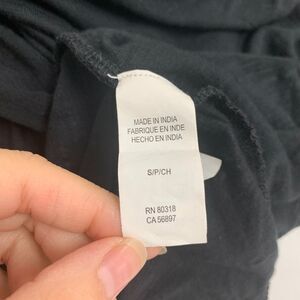 MADE IN INDIA
FABRIQUE EN INDE
HECHO EN INDIA
S/P/CH
RN 80318
CA 56897